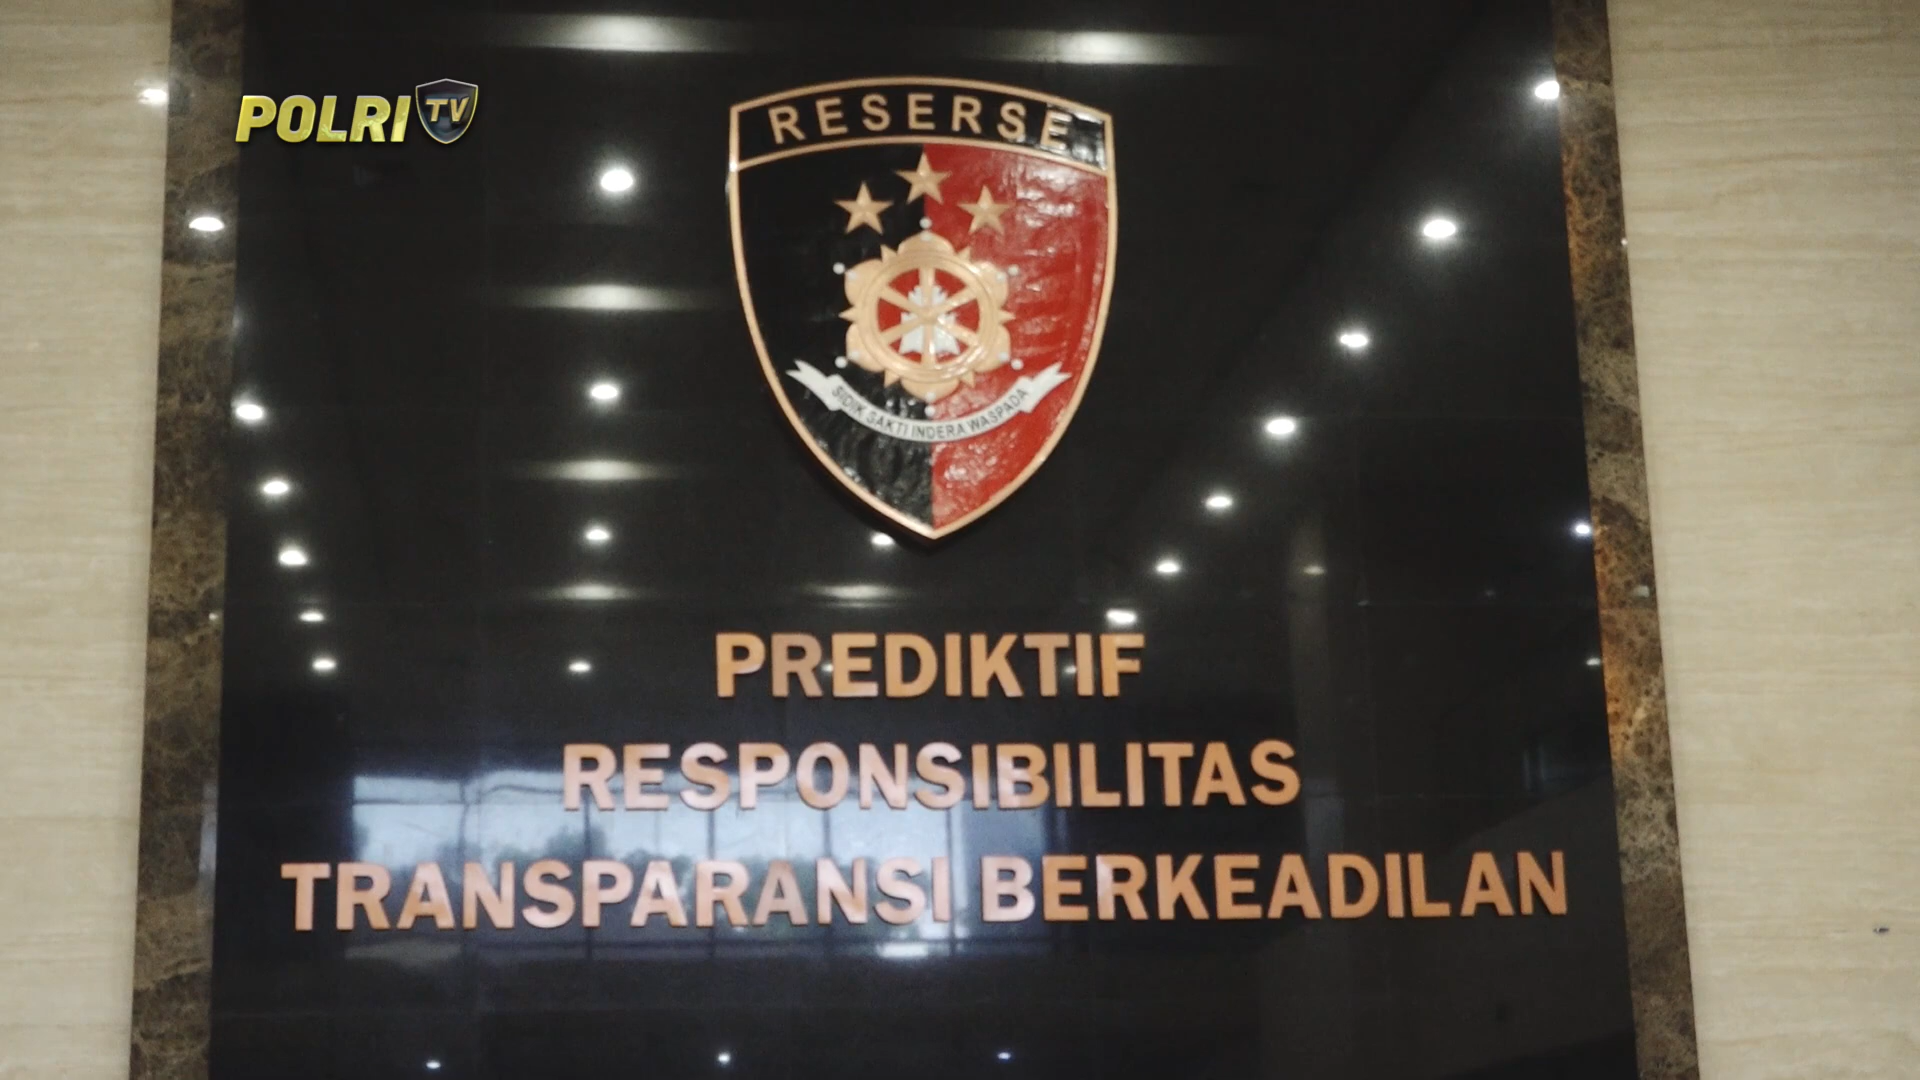 POLRI TV
RESERSE
SIDIK SAKTI INDERA WASPADA
PREDIKTIF
RESPONSIBILITAS
TRANSPARANSI BERKEADILAN